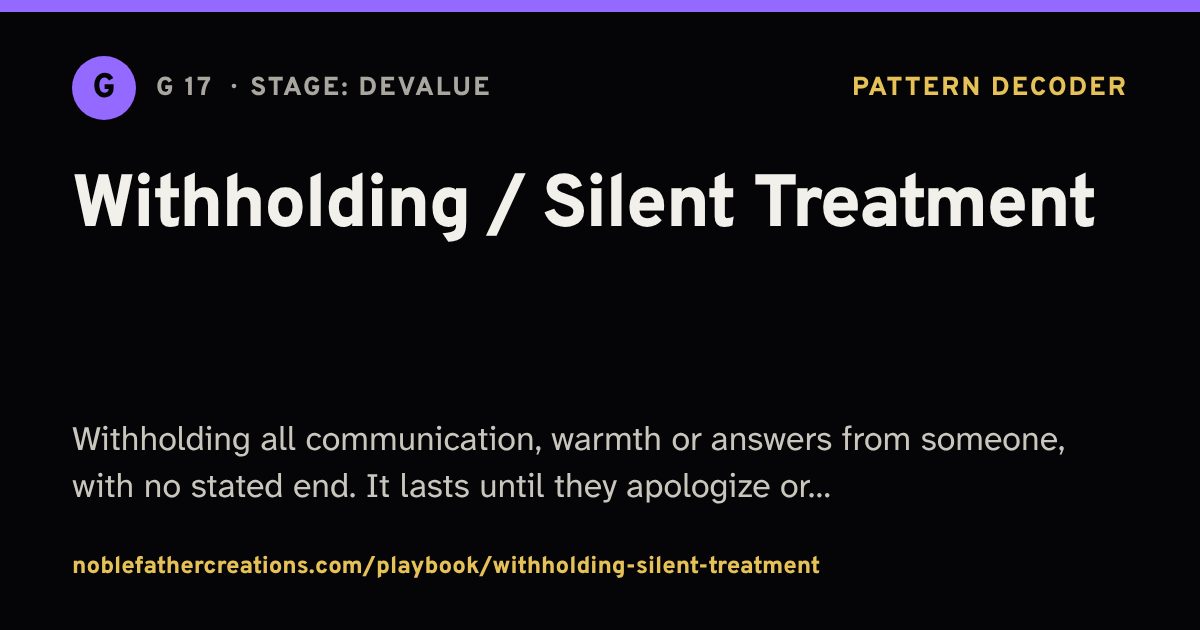 G
G 17 · STAGE: DEVALUE
PATTERN DECODER
Withholding / Silent Treatment
Withholding all communication, warmth or answers from someone,
with no stated end. It lasts until they apologize or...
noblefathercreations.com/playbook/withholding-silent-treatment